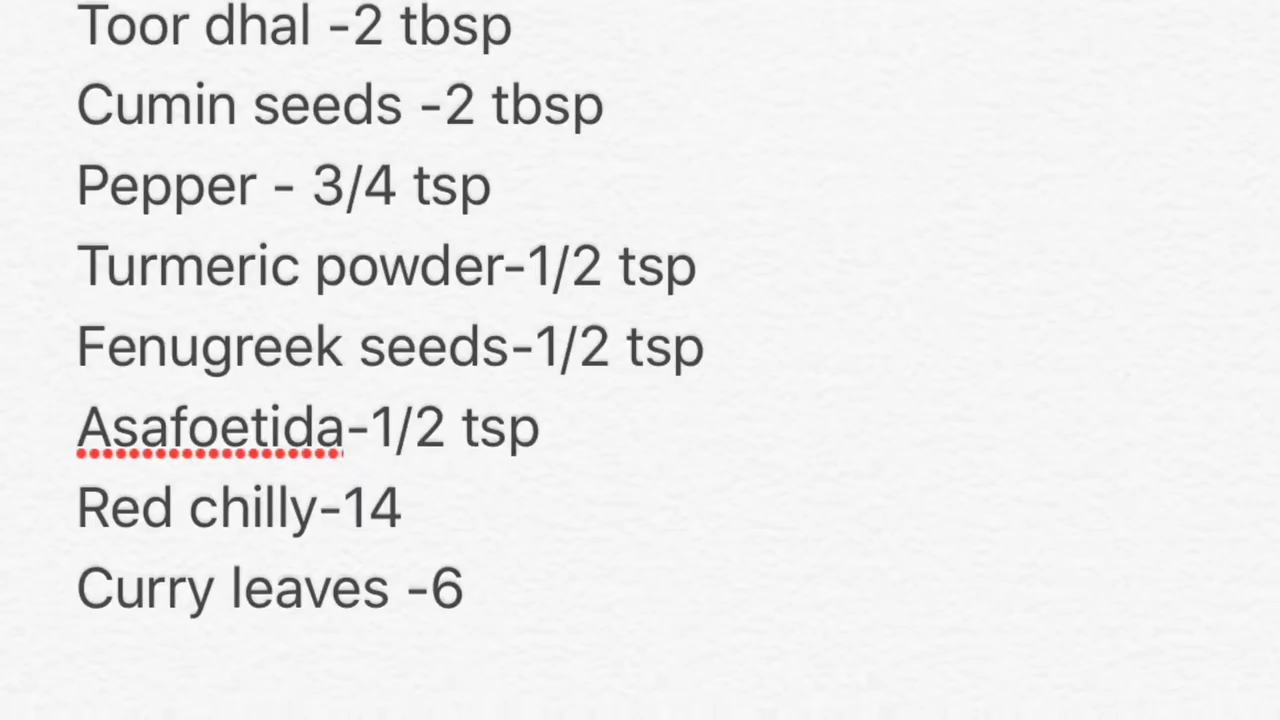 Toor dhal -2 tbsp
Cumin seeds -2 tbsp
Pepper - 3/4 tsp
Turmeric powder-1/2 tsp
Fenugreek seeds-1/2 tsp
Asafoetida-1/2 tsp
Red chilly-14
Curry leaves -6